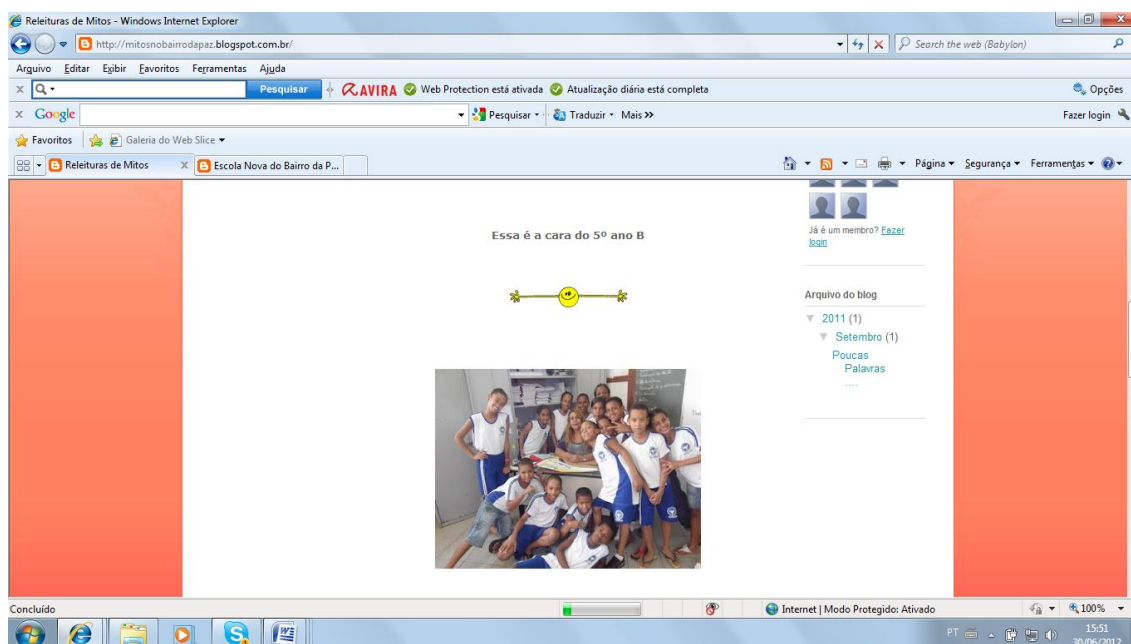 Releituras de Mitos - Windows Internet Explorer
http://mitosnobairrodapaz.blogspot.com.br/
Search the web (Babylon)
Arquivo Editar Exibir Favoritos Ferramentas Ajuda
x Pesquisar AVIRA Web Protection está ativada Atualização diária está completa Opções
x Google Pesquisar Traduzir Mais >> Fazer login
Favoritos Galeria do Web Slice
Releituras de Mitos x Escola Nova do Bairro da P... Página Segurança Ferramentas
Essa é a cara do 5º ano B
Já é um membro? Fazer
login
Arquivo do blog
▼ 2011 (1)
▼ Setembro (1)
Poucas
Palavras
....
Concluído Internet | Modo Protegido: Ativado 100%
PT 15:51
30/06/2012